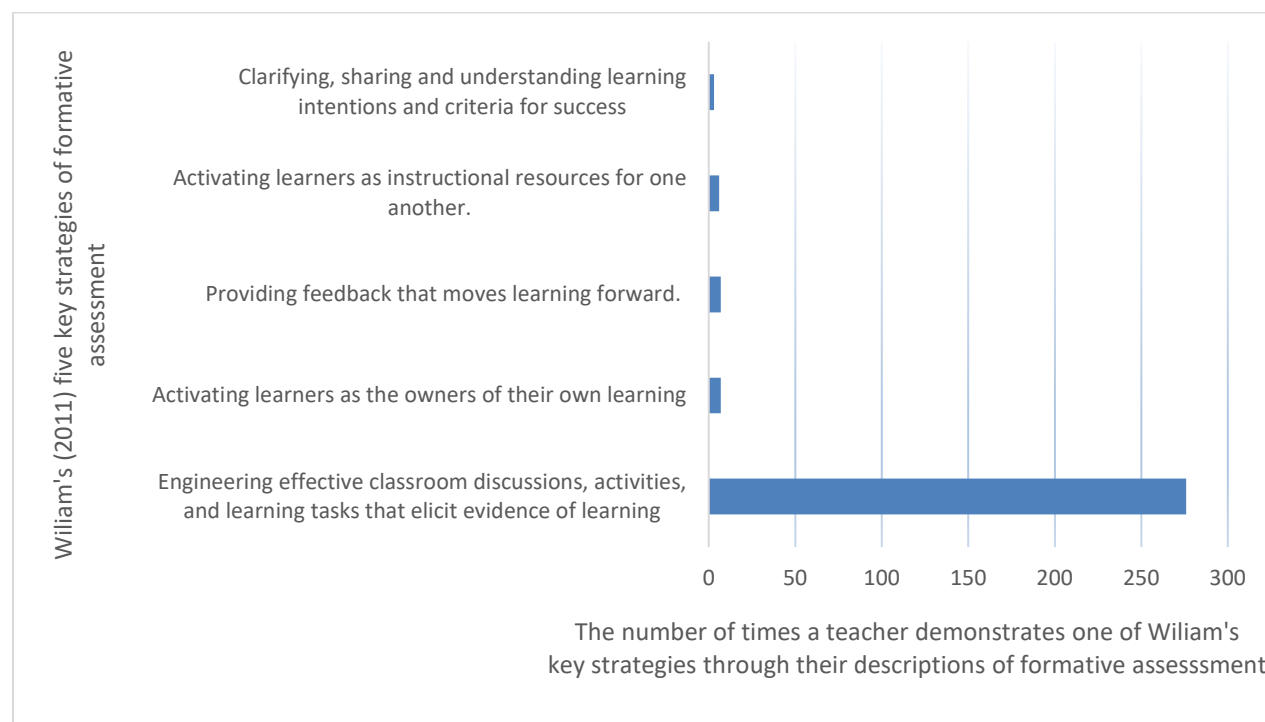 Wiliam's (2011) five key strategies of formative
assessment
Clarifying, sharing and understanding learning
intentions and criteria for success
Activating learners as instructional resources for one
another.
Providing feedback that moves learning forward.
Activating learners as the owners of their own learning
Engineering effective classroom discussions, activities,
and learning tasks that elicit evidence of learning
0 50 100 150 200 250 300
The number of times a teacher demonstrates one of Wiliam's
key strategies through their descriptions of formative assesssment